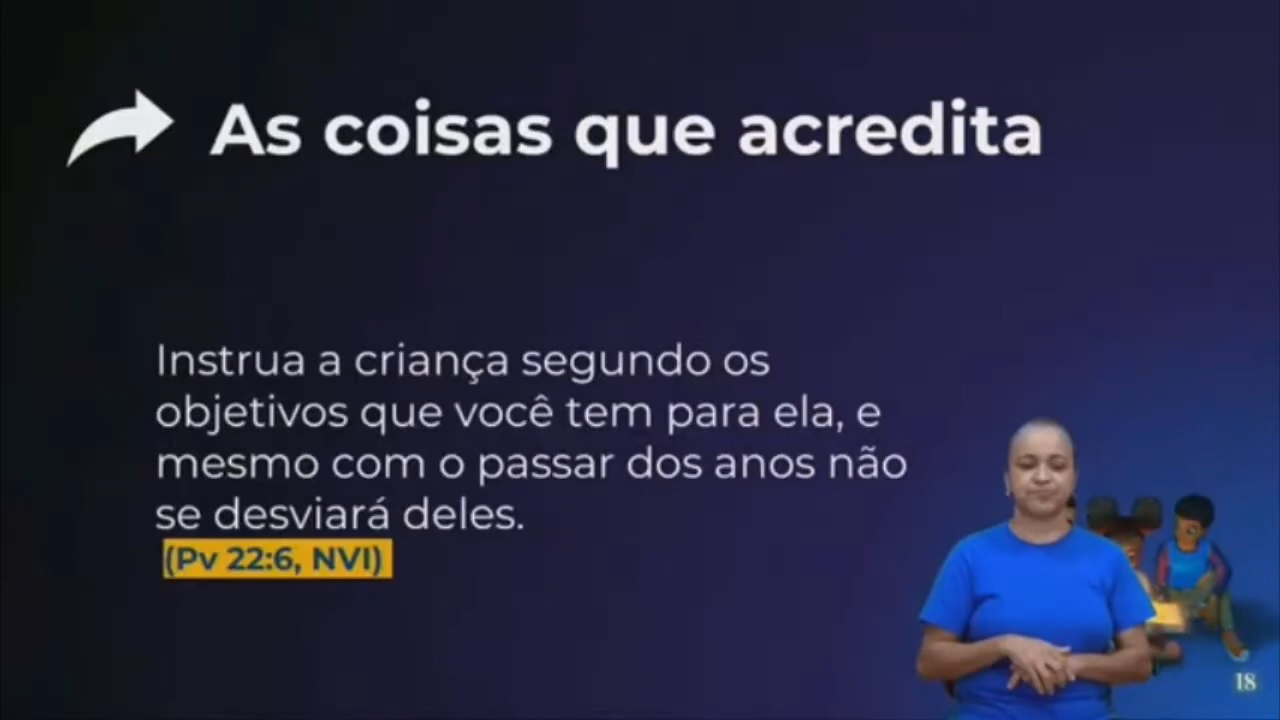 As coisas que acredita
Instrua a criança segundo os
objetivos que você tem para ela, e
mesmo com o passar dos anos não
se desviará deles.
(Pv 22:6, NVI)
18